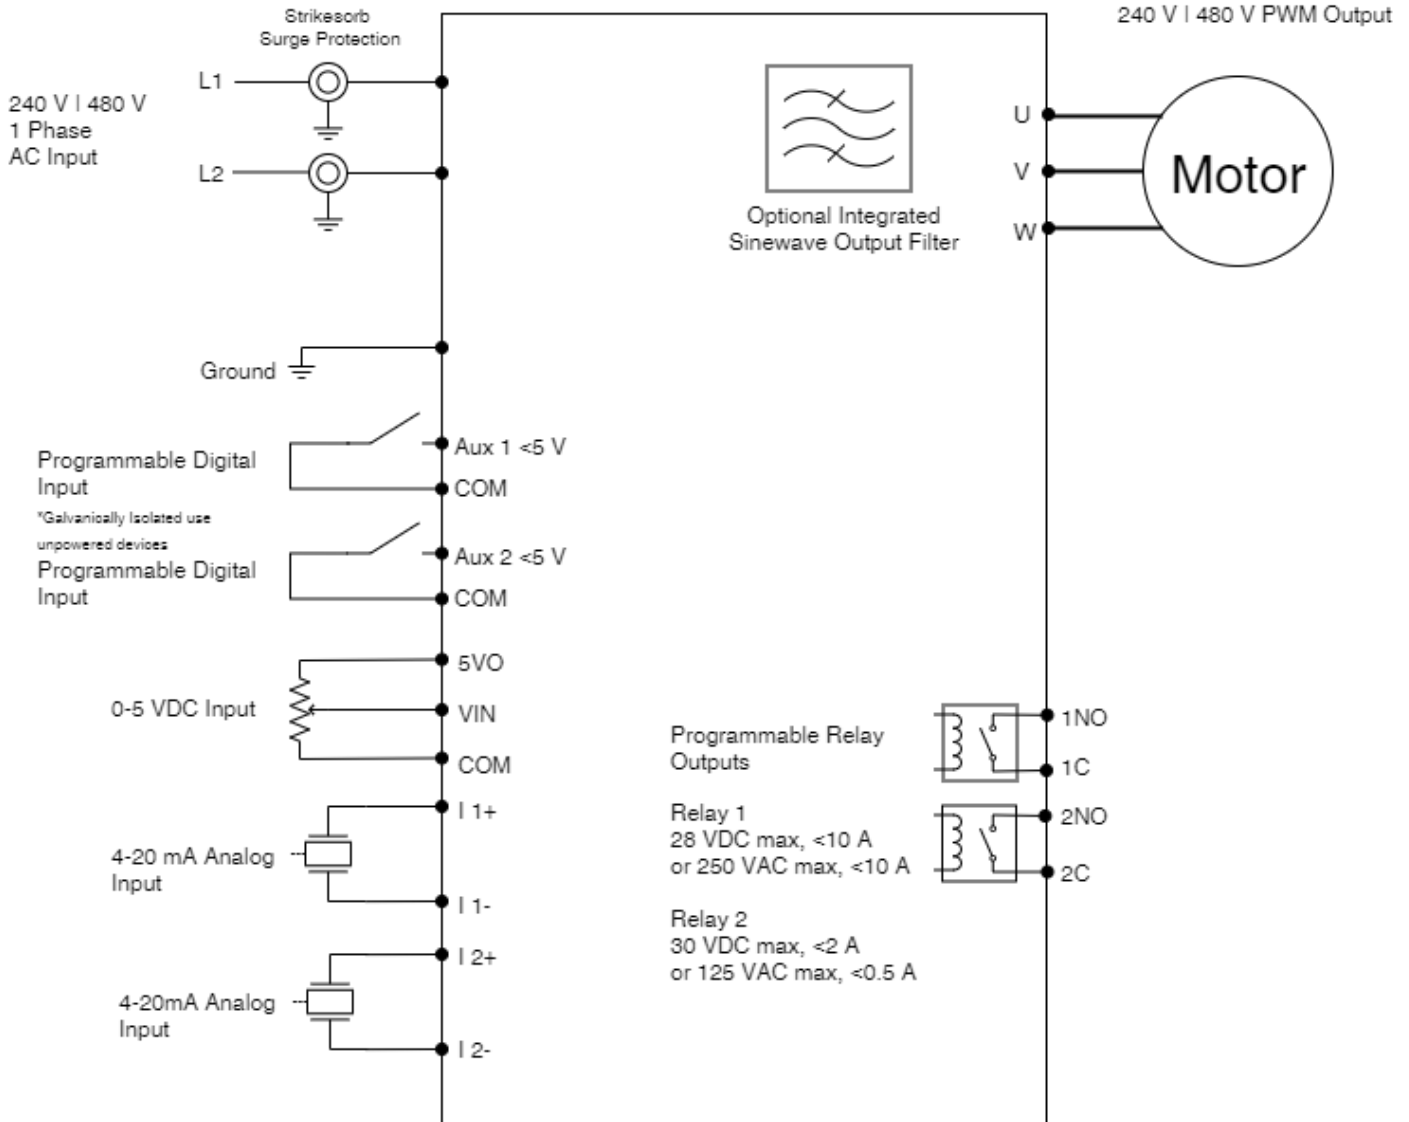 Strikesorb
Surge Protection
240 V | 480 V PWM Output
L1
240 V | 480 V
1 Phase
AC Input
L2
U
V
W
Motor
Optional Integrated
Sinewave Output Filter
Ground
Programmable Digital
Input
Aux 1 <5 V
COM
*Galvanically Isolated use
unpowered devices
Programmable Digital
Input
Aux 2 <5 V
COM
0-5 VDC Input
5VO
VIN
COM
4-20 mA Analog
Input
I 1+
I 1-
4-20mA Analog
Input
I 2+
I 2-
Programmable Relay
Outputs
Relay 1
28 VDC max, <10 A
or 250 VAC max, <10 A
Relay 2
30 VDC max, <2 A
or 125 VAC max, <0.5 A
1NO
1C
2NO
2C